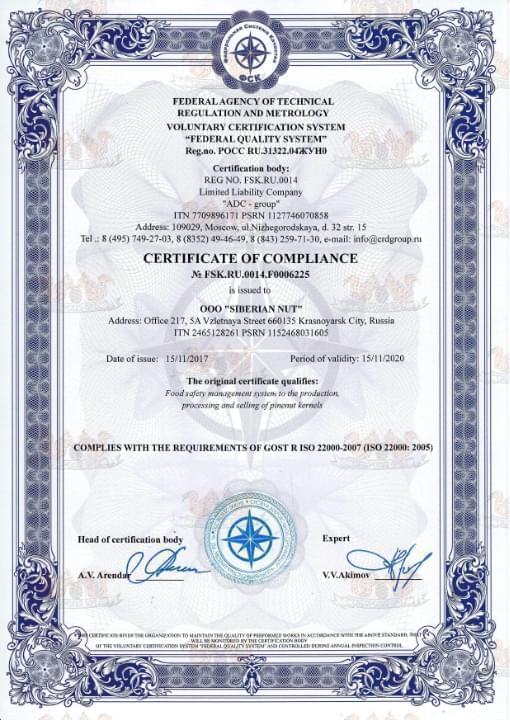 ФСК
FEDERAL AGENCY OF TECHNICAL
REGULATION AND METROLOGY
VOLUNTARY CERTIFICATION SYSTEM
"FEDERAL QUALITY SYSTEM"
Reg.no. РОСС RU.31322.04ЖУН0
Certification body:
REG NO. FSK.RU.0014
Limited Liability Company
"ADC - group"
ITN 7709896171 PSRN 1127746070858
Address: 109029, Moscow, ul.Nizhegorodskaya, d. 32 str. 15
Tel .: 8 (495) 749-27-03, 8 (8352) 49-46-49, 8 (843) 259-71-30, e-mail: info@crdgroup.ru
CERTIFICATE OF COMPLIANCE
№ FSK.RU.0014.F0006225
is issued to
OOO "SIBERIAN NUT"
Address: Office 217, 5A Vzletnaya Street 660135 Krasnoyarsk City, Russia
ITN 2465128261 PSRN 1152468031605
Date of issue: 15/11/2017 Period of validity: 15/11/2020
The original certificate qualifies:
Food safety management system to the production,
processing and selling of pinenut kernels
COMPLIES WITH THE REQUIREMENTS OF GOST R ISO 22000-2007 (ISO 22000: 2005)
Head of certification body Expert
A.V. Arendar V.V.Akimov
CERTIFICATE RIVER THE ORGANIZATION TO MAINTAIN THE QUALITY OF PERFORMED WORKS IN ACCORDANCE WITH THE ABOVE STANDARD, THAT
WILL BE MONITORED BY THE CERTIFICATION BODY
OF THE VOLUNTARY CERTIFICATION SYSTEM "FEDERAL QUALITY SYSTEM" AND CONTROLLED DURING ANNUAL INSPECTION CONTROL